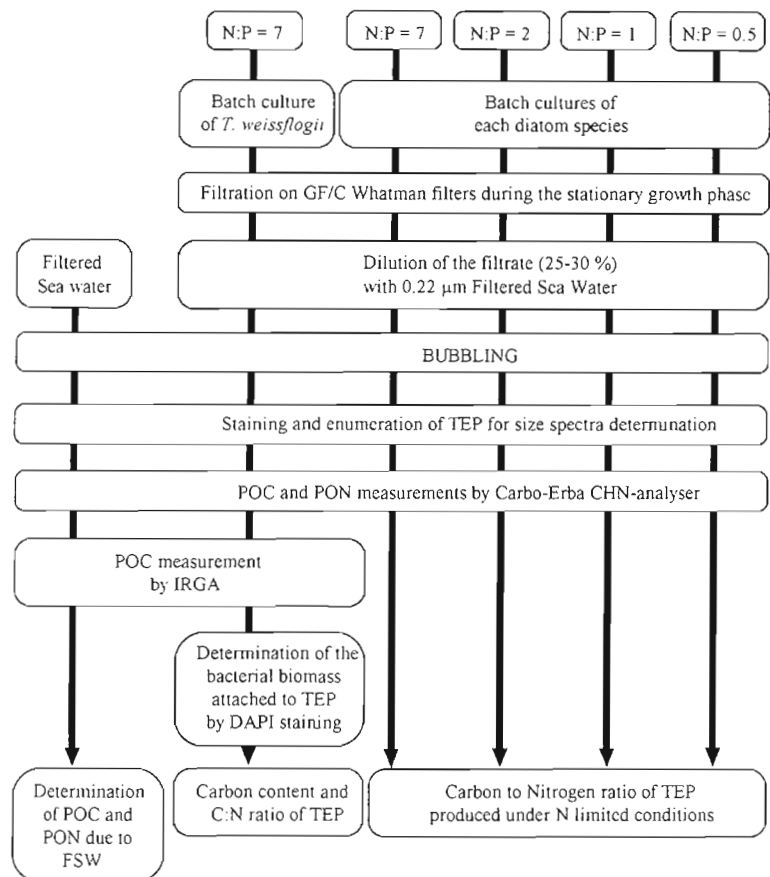 N:P = 7
N:P = 7
N:P = 2
N:P = 1
N:P = 0.5
Batch culture
of T. weissflogii
Batch cultures of
each diatom species
Filtration on GF/C Whatman filters during the stationary growth phase
Filtered
Sea water
Dilution of the filtrate (25-30 %)
with 0.22 µm Filtered Sea Water
BUBBLING
Staining and enumeration of TEP for size spectra determination
POC and PON measurements by Carbo-Erba CHN-analyser
POC measurement
by IRGA
Determination of the
bacterial biomass
attached to TEP
by DAPI staining
Determination
of POC and
PON due to
FSW
Carbon content and
C:N ratio of TEP
Carbon to Nitrogen ratio of TEP
produced under N limited conditions